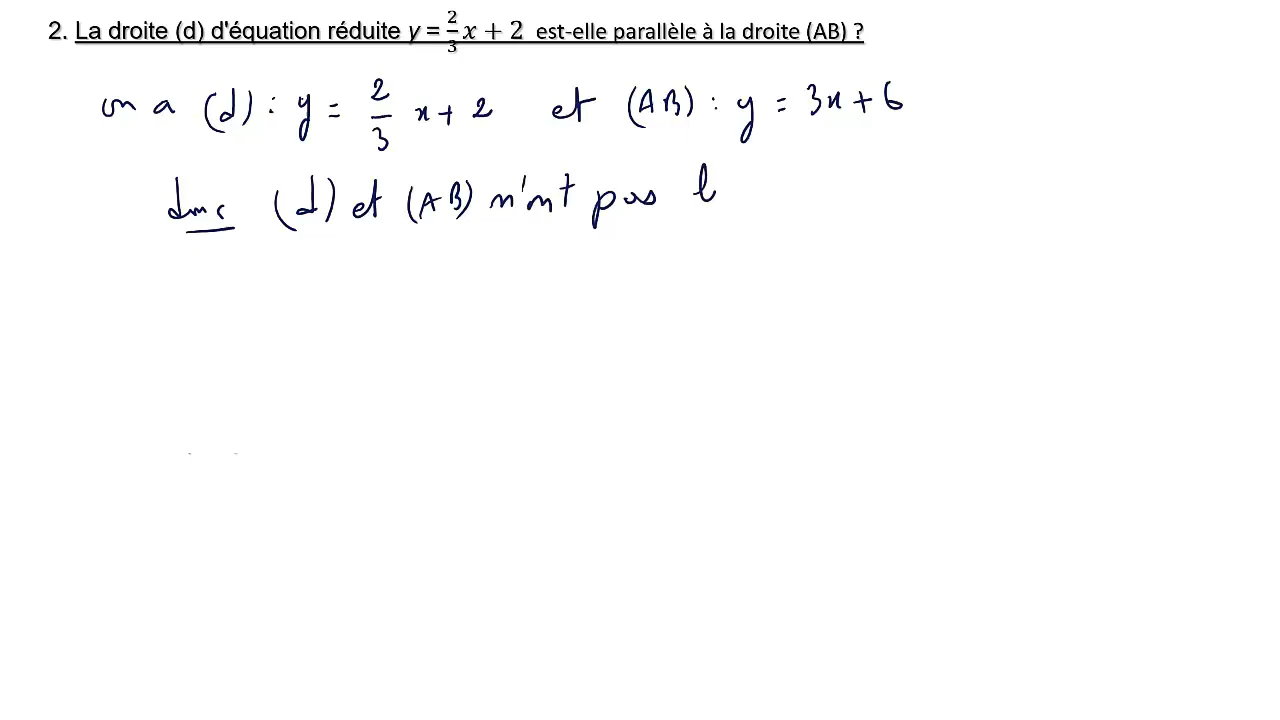 2. La droite (d) d'équation réduite y = 2/3 x + 2 est-elle parallèle à la droite (AB) ?
on a (d) : y = 2/3 x + 2 et (AB) : y = 3x + 6
donc (d) et (AB) n'ont pas l